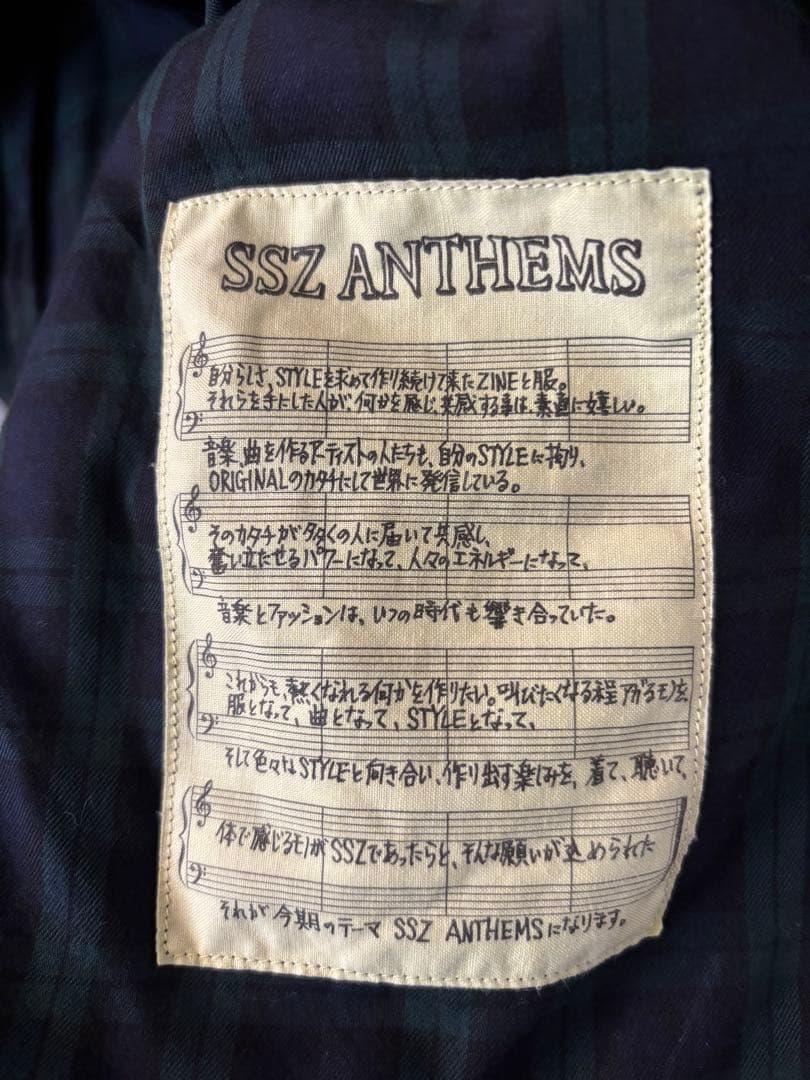 SSZ ANTHEMS
自分らしさ、STYLEを求めて作り続けて来たZINEと服。
それらを手にした人が、何かを感じ、共感する事は、素直に嬉しい。
音楽、曲を作るアーティストの人たちも、自分のSTYLEに拘り、
ORIGINALのカタチにして世界に発信している。
そのカタチが多くの人に届いて共感し、
奮い立たせるパワーになって、人々のエネルギーになって、
音楽とファッションは、いつの時代も響き合っていた。
これからも、熱くなれる何かを作りたい。叫びたくなる程アガるモノを、
服となって、曲となって、STYLEとなって、
そして色々なSTYLEと向き合い、作り出す楽しみを、着て、聴いて、
体で感じるモノがSSZであったらと、そんな願いが込められた
それが今期のテーマ SSZ ANTHEMSになります。